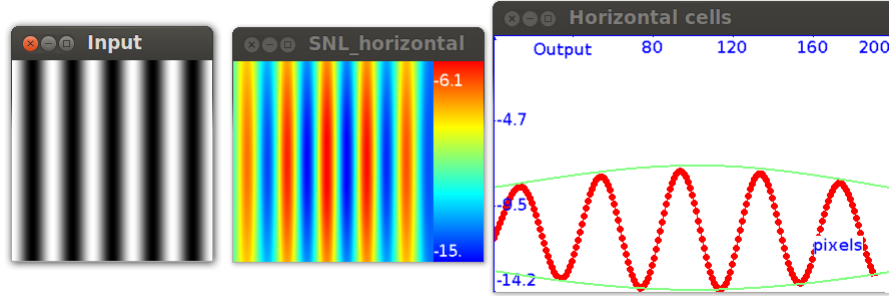 Input
SNL_horizontal
-6.1
-15.
Horizontal cells
Output 80 120 160 200
-4.7
-9.5
pixels
-14.2